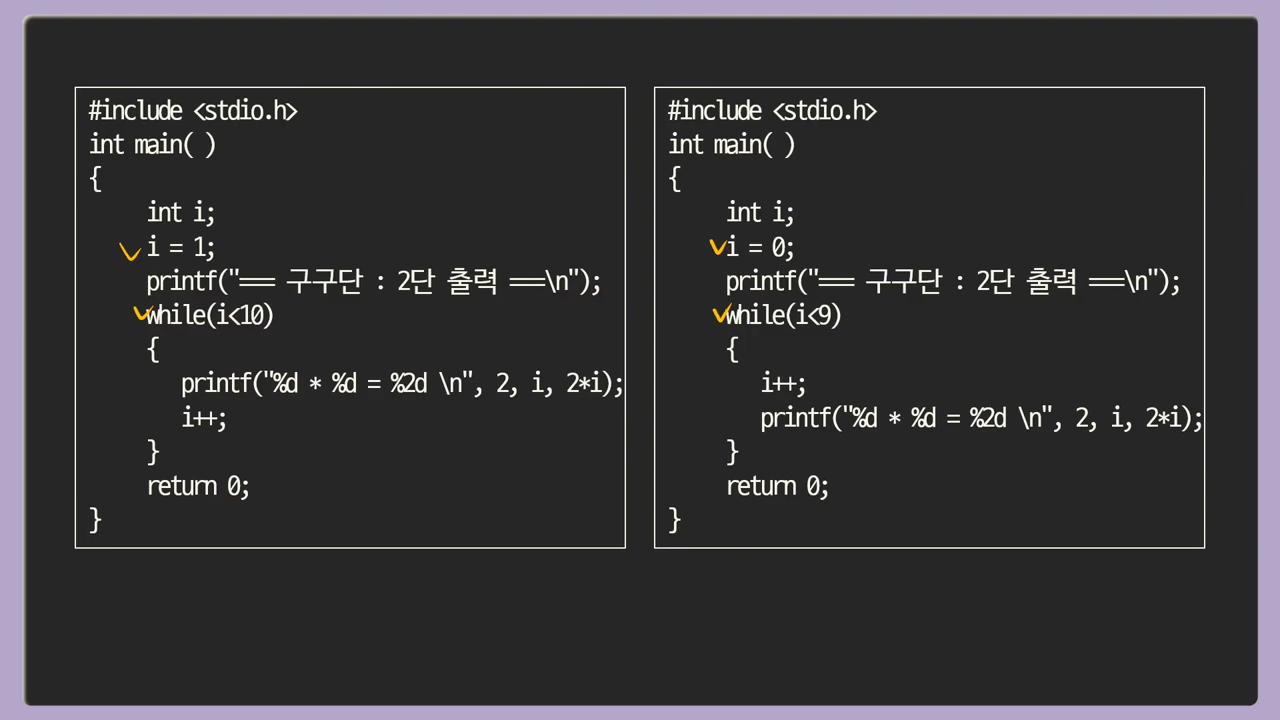 #include <stdio.h>
int main( )
{
int i;
i = 1;
printf("=== 구구단 : 2단 출력 ===\n");
while(i<10)
{
printf("%d * %d = %2d \n", 2, i, 2*i);
i++;
}
return 0;
}
#include <stdio.h>
int main( )
{
int i;
i = 0;
printf("=== 구구단 : 2단 출력 ===\n");
while(i<9)
{
i++;
printf("%d * %d = %2d \n", 2, i, 2*i);
}
return 0;
}